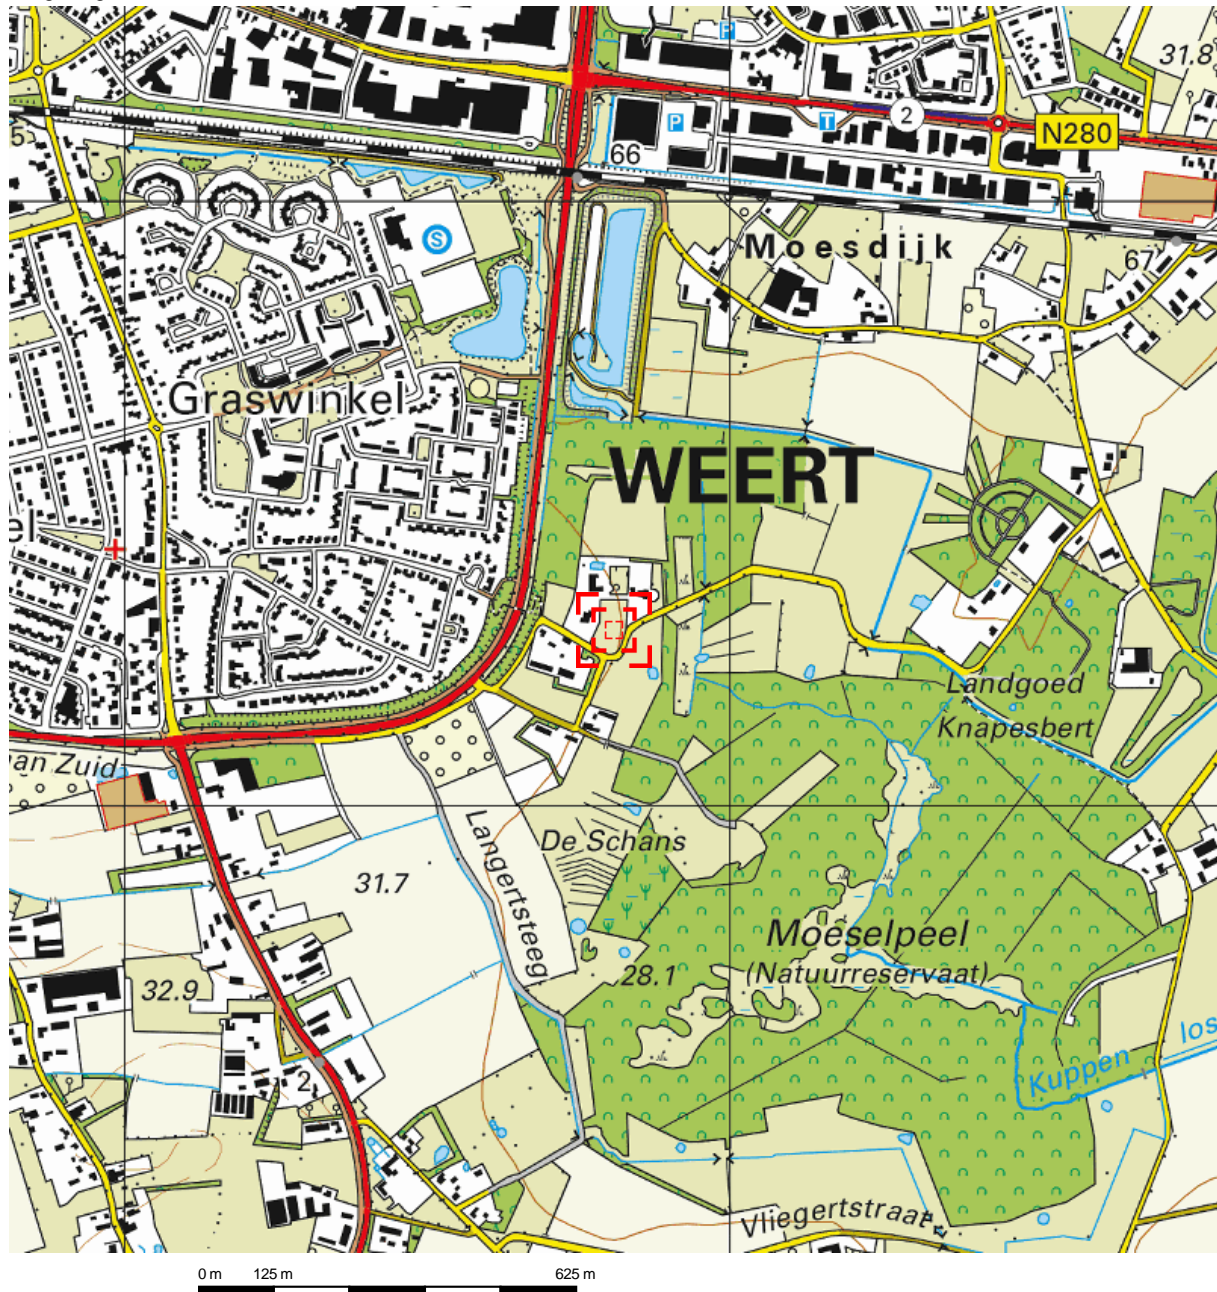 31.8
P
2
N280
P
T
66
5
S
Moesdijk
67
Graswinkel
WEERT
el
Landgoed
Knapesbert
an Zuid
De Schans
Langertsteeg
31.7
Moeselpeel
(Natuurreservaat)
28.1
32.9
los
Kuppen
2
Vliegertstraat
0 m 125 m 625 m